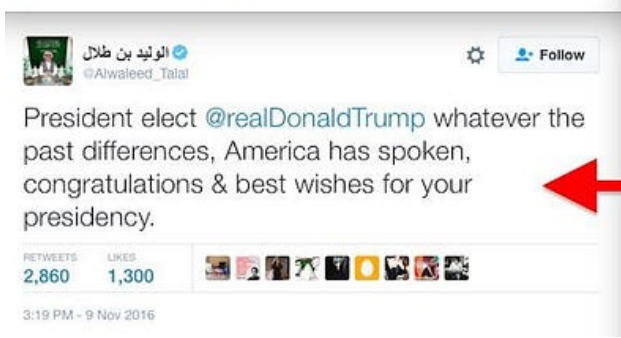 الوليد بن طلال
Follow
@Alwaleed_Talal
President elect @realDonaldTrump whatever the
past differences, America has spoken,
congratulations & best wishes for your
presidency.
RETWEETS LIKES
2,860 1,300
3:19 PM - 9 Nov 2016